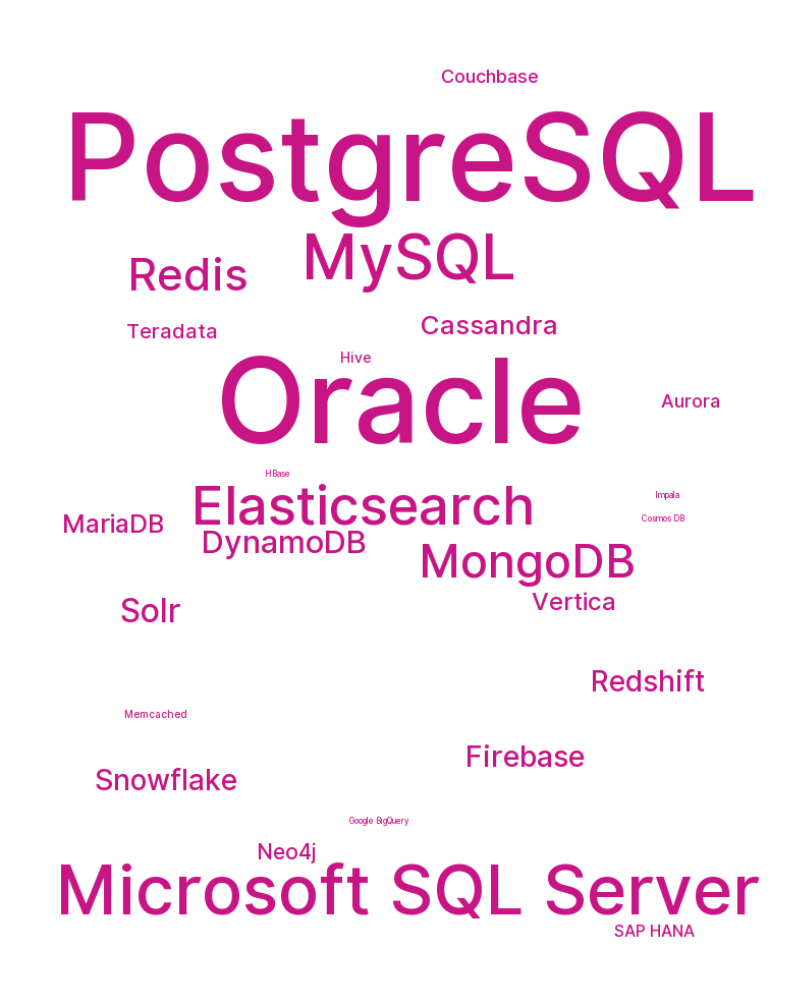 Couchbase
PostgreSQL
MySQL
Redis
Cassandra
Teradata
Hive
Oracle
Aurora
HBase
Impala
Elasticsearch
Cosmos DB
MariaDB
DynamoDB
MongoDB
Vertica
Solr
Redshift
Memcached
Firebase
Snowflake
Google BigQuery
Neo4j
Microsoft SQL Server
SAP HANA